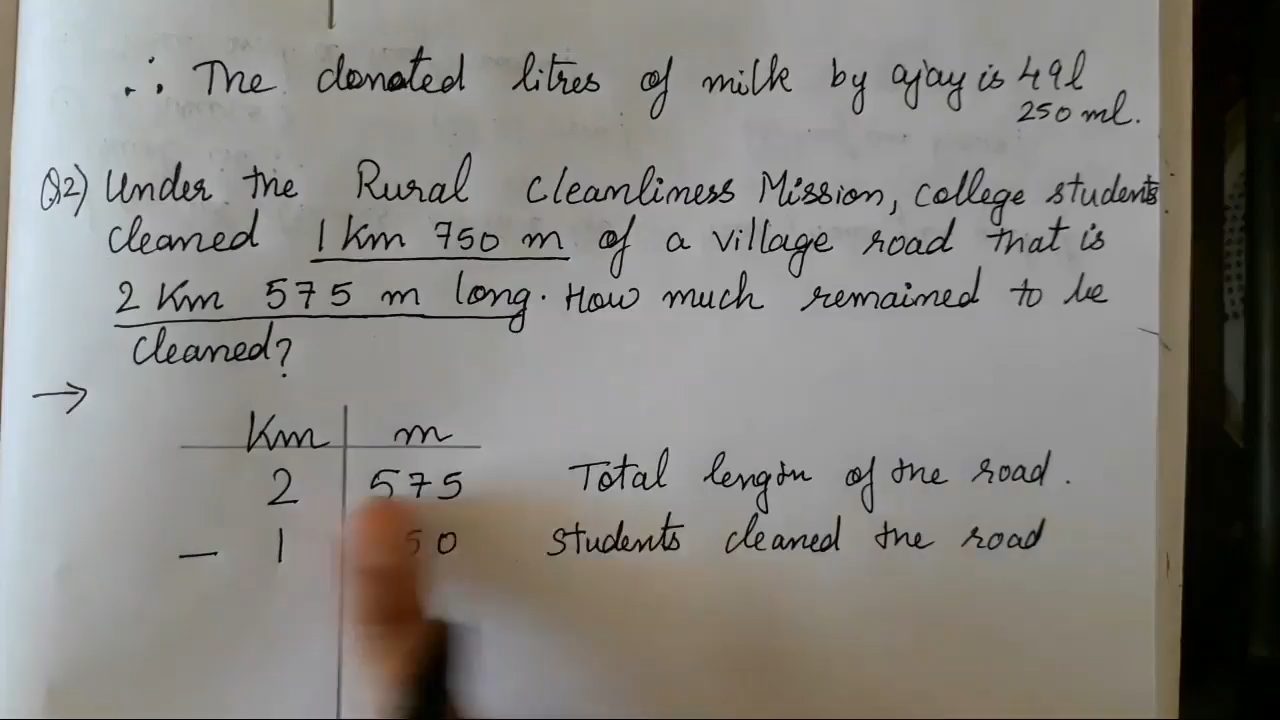 ∴ The donated litres of milk by Ajay is 49l
250 ml.
Q2) Under the Rural Cleanliness Mission, college students
cleaned 1 Km 750 m of a village road that is
2 Km 575 m long. How much remained to be
cleaned?
→
Km m
2 575 Total length of the road.
— 1 50 Students cleaned the road